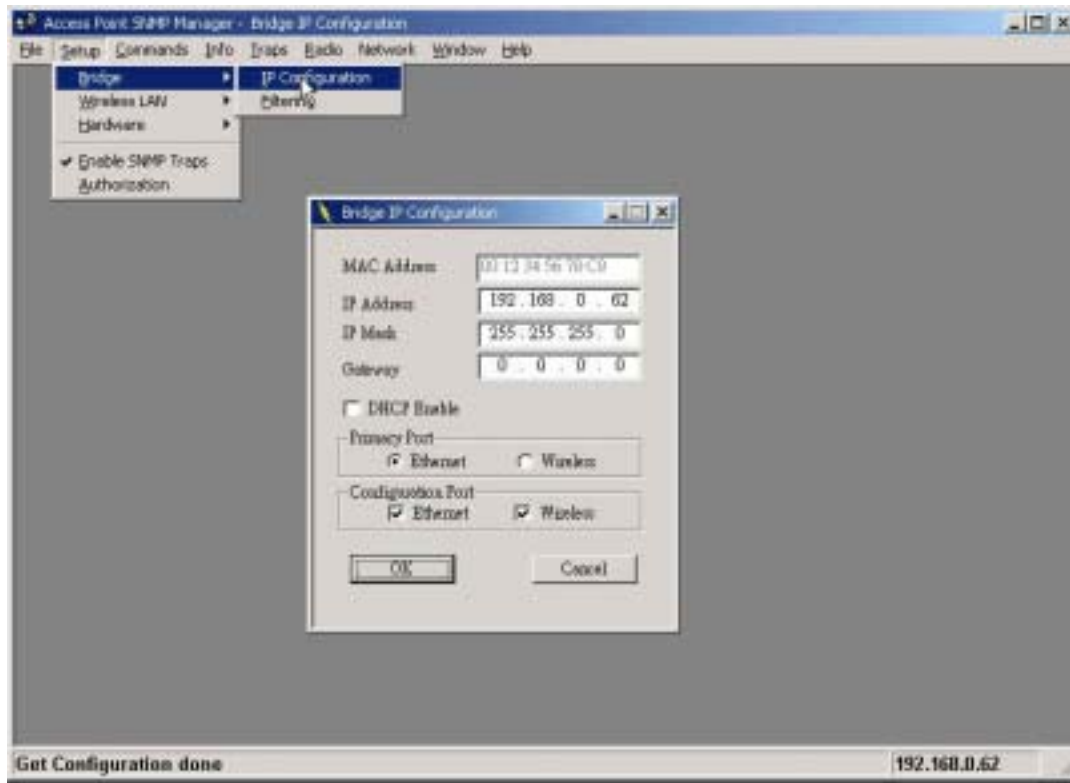 Access Point SNMP Manager - Bridge IP Configuration
File Setup Commands Info Traps Radio Network Window Help
Bridge
IP Configuration
Wireless LAN
Filtering
Hardware
Enable SNMP Traps
Authorization
Bridge IP Configuration
MAC Address
IP Address 192 . 168 . 0 . 62
IP Mask 255 . 255 . 255 . 0
Gateway 0 . 0 . 0 . 0
DHCP Enable
Primary Port
Ethernet Wireless
Configuration Port
Ethernet Wireless
OK Cancel
Get Configuration done 192.168.0.62